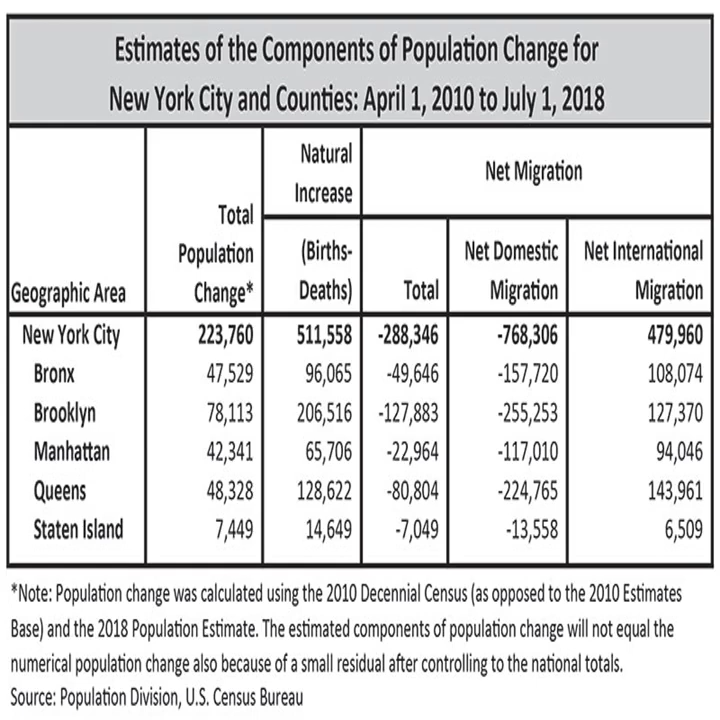 Estimates of the Components of Population Change for
New York City and Counties: April 1, 2010 to July 1, 2018
Geographic Area
Total
Population
Change*
Natural
Increase
(Births-
Deaths)
Net Migration
Total
Net Domestic
Migration
Net International
Migration
New York City 223,760 511,558 -288,346 -768,306 479,960
Bronx 47,529 96,065 -49,646 -157,720 108,074
Brooklyn 78,113 206,516 -127,883 -255,253 127,370
Manhattan 42,341 65,706 -22,964 -117,010 94,046
Queens 48,328 128,622 -80,804 -224,765 143,961
Staten Island 7,449 14,649 -7,049 -13,558 6,509
*Note: Population change was calculated using the 2010 Decennial Census (as opposed to the 2010 Estimates
Base) and the 2018 Population Estimate. The estimated components of population change will not equal the
numerical population change also because of a small residual after controlling to the national totals.
Source: Population Division, U.S. Census Bureau